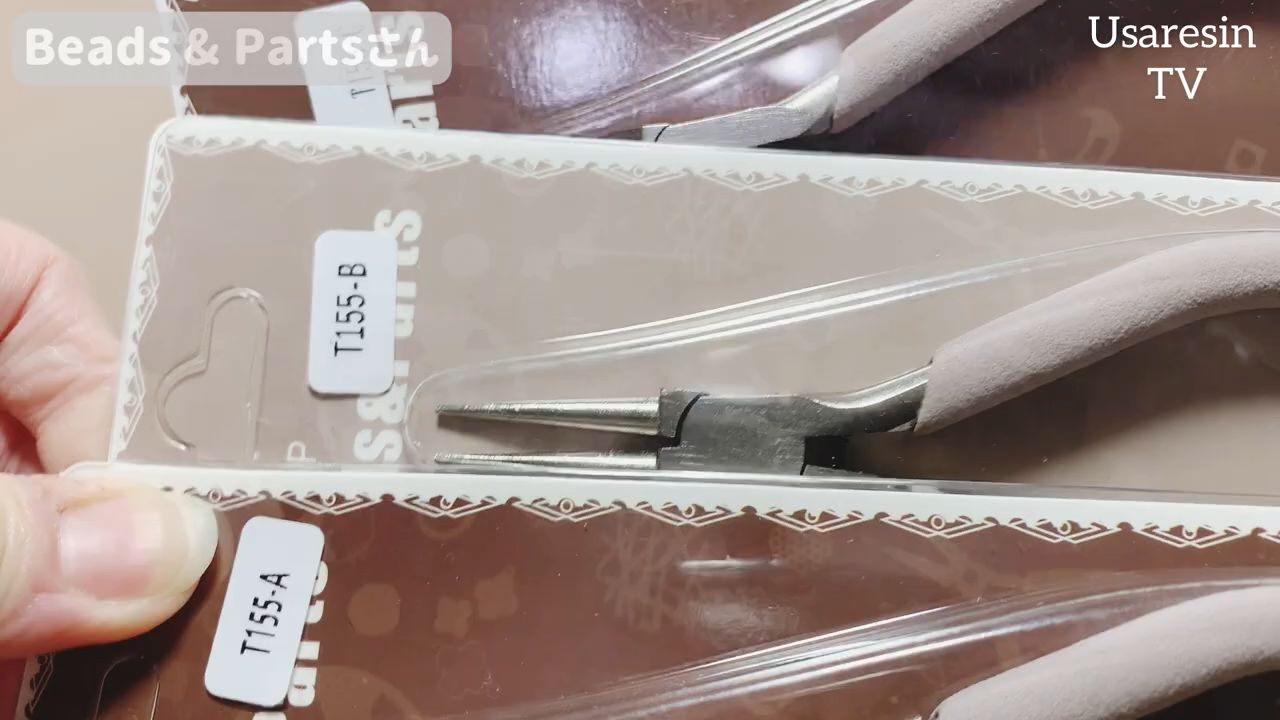 Beads & Partsさん
Usaresin
TV
T155-B
T155-A